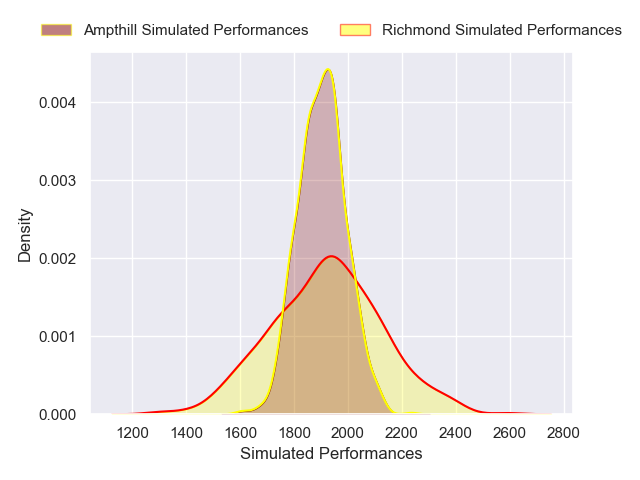 Ampthill Simulated Performances
Richmond Simulated Performances
0.004
0.003
0.002
0.001
0.000
Density
1200 1400 1600 1800 2000 2200 2400 2600 2800
Simulated Performances